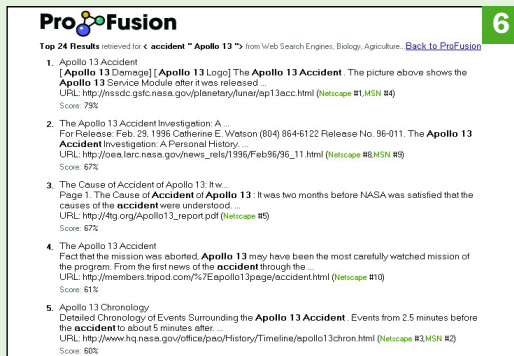 Pro Fusion
6
Top 24 Results retrieved for < accident " Apollo 13 "> from Web Search Engines, Biology, Agriculture... Back to ProFusion
1. Apollo 13 Accident
[ Apollo 13 Damage] [ Apollo 13 Logo] The Apollo 13 Accident . The picture above shows the
Apollo 13 Service Module after it was released ...
URL: http://nssdc.gsfc.nasa.gov/planetary/lunar/ap13acc.html (Netscape #1,MSN #4)
Score: 79%
2. The Apollo 13 Accident Investigation: A ...
For Release: Feb. 29, 1996 Catherine E. Watson (804) 864-6122 Release No. 96-011. The Apollo 13
Accident Investigation: A Personal History. ...
URL: http://oea.larc.nasa.gov/news_rels/1996/Feb96/96_11.html (Netscape #8,MSN #9)
Score: 67%
3. The Cause of Accident of Apollo 13: It w...
Page 1. The Cause of Accident of Apollo 13 : It was two months before NASA was satisfied that the
causes of the accident were understood. ...
URL: http://4tg.org/Apollo13_report.pdf (Netscape #5)
Score: 67%
4. The Apollo 13 Accident
Fact that the mission was aborted, Apollo 13 may have been the most carefully watched mission of
the program. From the first news of the accident through the ...
URL: http://members.tripod.com/%7Eapollo13page/accident.html (Netscape #10)
Score: 61%
5. Apollo 13 Chronology
Detailed Chronology of Events Surrounding the Apollo 13 Accident . Events from 2.5 minutes before
the accident to about 5 minutes after. ...
URL: http://www.hq.nasa.gov/office/pao/History/Timeline/apollo13chron.html (Netscape #3,MSN #2)
Score: 60%